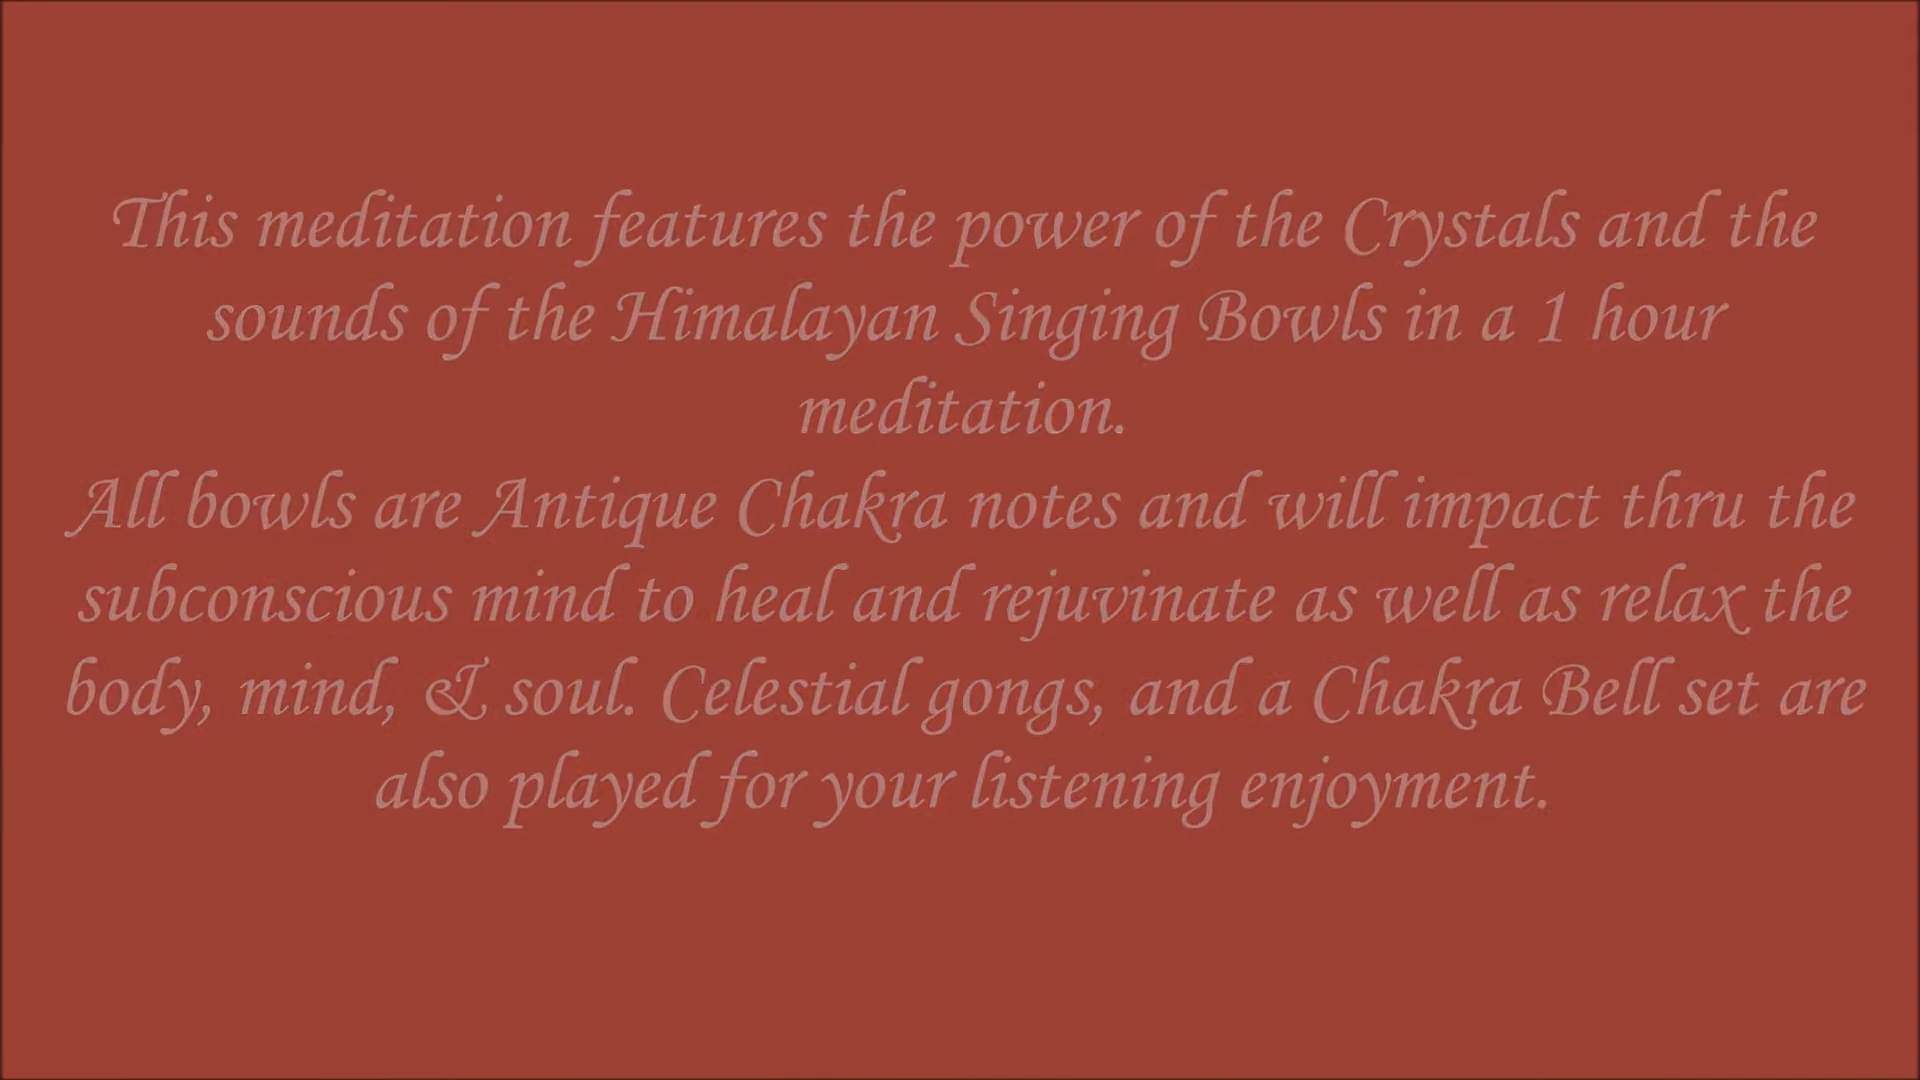 This meditation features the power of the Crystals and the
sounds of the Himalayan Singing Bowls in a 1 hour
meditation.
All bowls are Antique Chakra notes and will impact thru the
subconscious mind to heal and rejuvinate as well as relax the
body, mind, & soul. Celestial gongs, and a Chakra Bell set are
also played for your listening enjoyment.